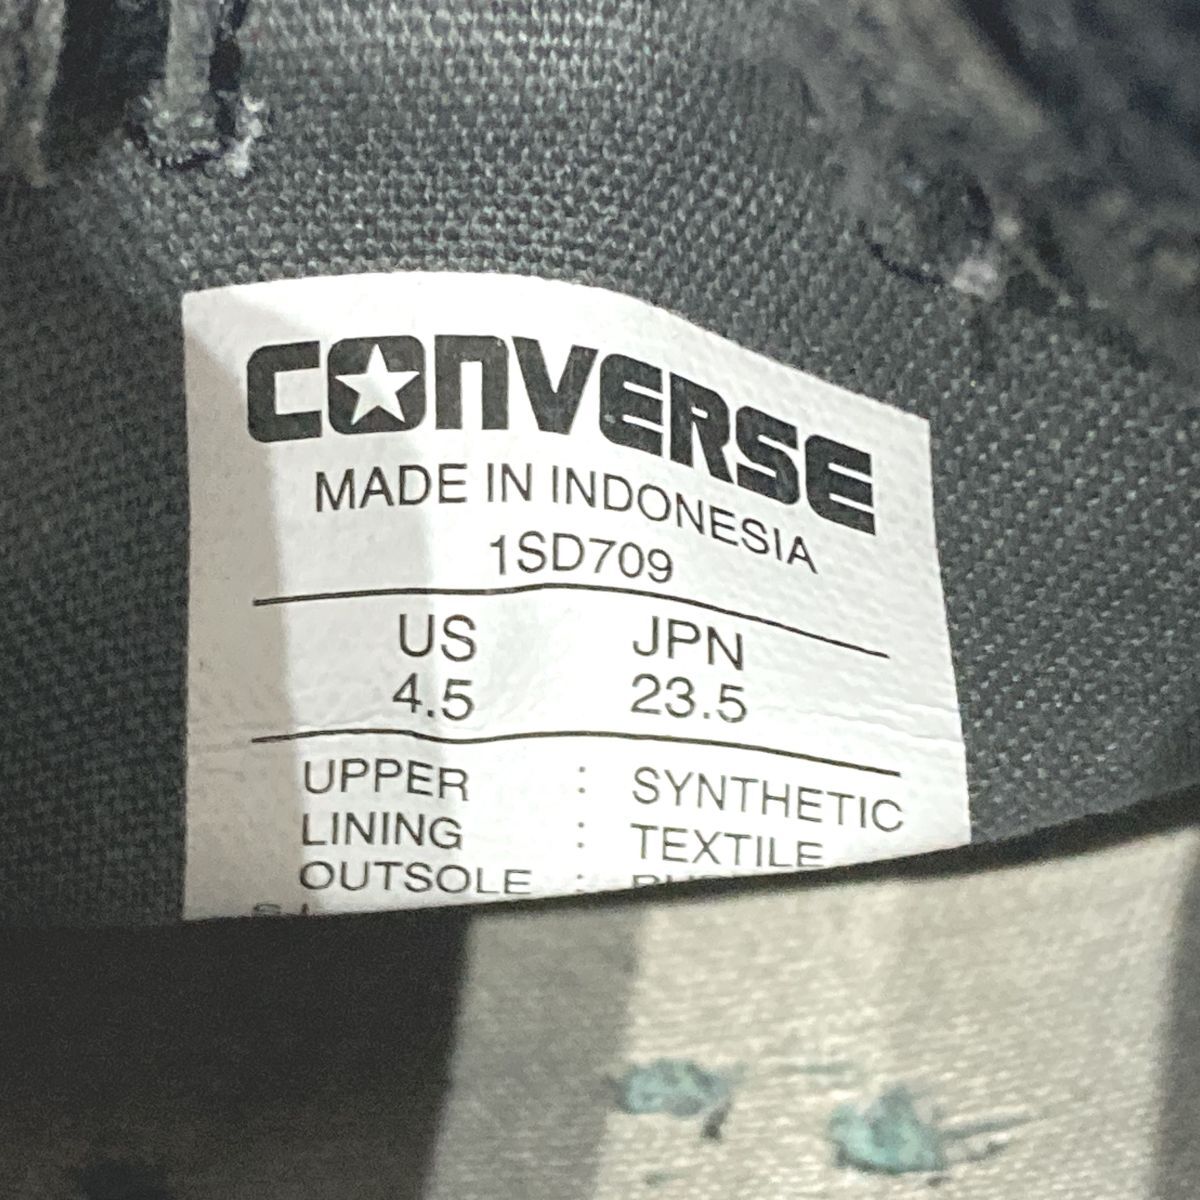 CONVERSE
MADE IN INDONESIA
1SD709
US JPN
4.5 23.5
UPPER : SYNTHETIC
LINING : TEXTILE
OUTSOLE :